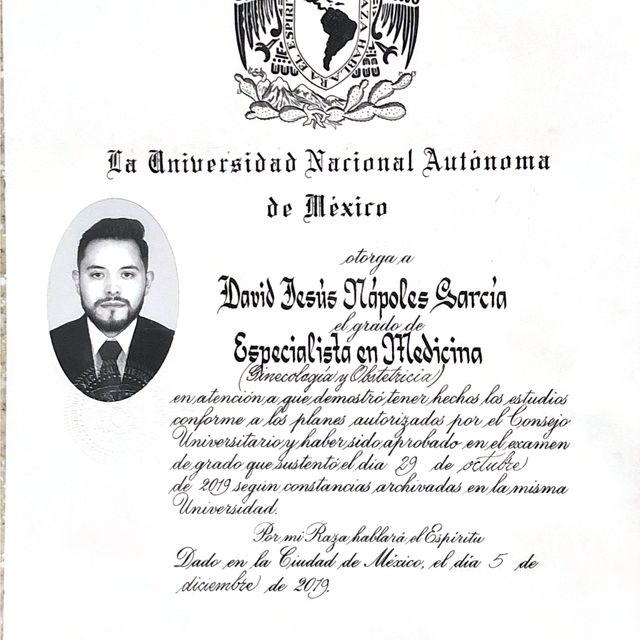 EL ESPIRI
AZA HABLARA
La Universidad Nacional Autónoma
de México
otorga a
David Jesús Nápoles García
el grado de
Especialista en Medicina
(Ginecología y Obstetricia)
en atención a que demostró tener hechos los estudios
conforme a los planes autorizados por el Consejo
Universitario y haber sido aprobado en el examen
de grado que sustentó el día 29 de octubre
de 2019 según constancias archivadas en la misma
Universidad.
Por mi Raza hablará el Espíritu
Dado en la Ciudad de México, el día 5 de
diciembre de 2019.